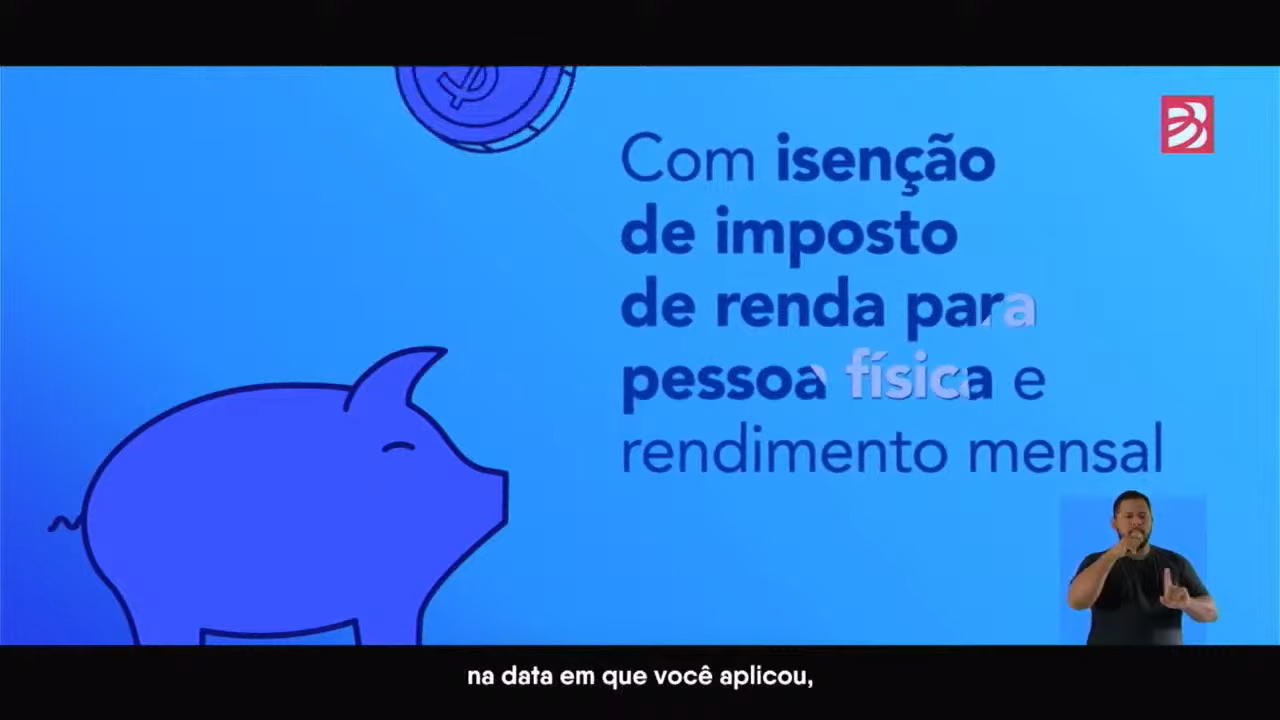 Com isenção
de imposto
de renda para
pessoa física e
rendimento mensal
na data em que você aplicou,